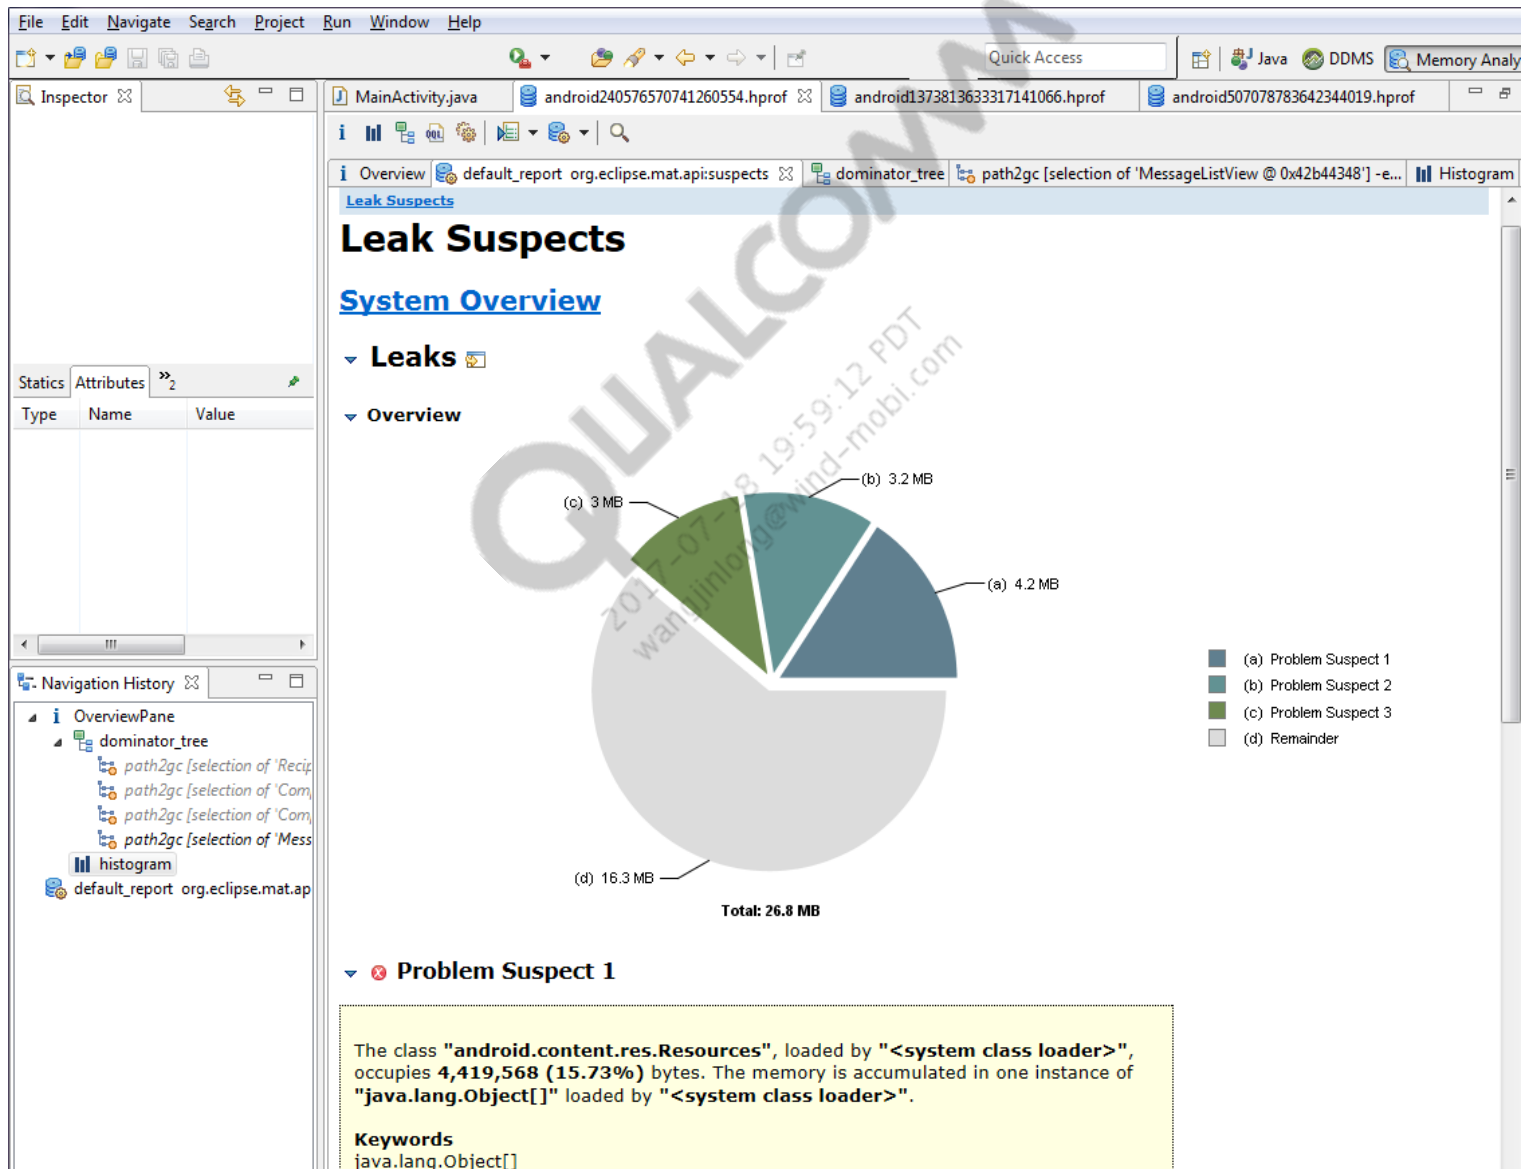 File Edit Navigate Search Project Run Window Help
Quick Access
Java
DDMS
Memory Analy
Inspector
MainActivity.java
android240576570741260554.hprof
android1373813633317141066.hprof
android507078783642344019.hprof
i Overview
default_report org.eclipse.mat.api:suspects
dominator_tree
path2gc [selection of 'MessageListView @ 0x42b44348'] -e...
Histogram
Leak Suspects
Leak Suspects
System Overview
Leaks
Overview
Statics Attributes »2
Type Name Value
(b) 3.2 MB
(c) 3 MB
(a) 4.2 MB
(d) 16.3 MB
Total: 26.8 MB
(a) Problem Suspect 1
(b) Problem Suspect 2
(c) Problem Suspect 3
(d) Remainder
Navigation History
i OverviewPane
dominator_tree
path2gc [selection of 'Recip
path2gc [selection of 'Com
path2gc [selection of 'Com
path2gc [selection of 'Mess
histogram
default_report org.eclipse.mat.ap
Problem Suspect 1
The class "android.content.res.Resources", loaded by "<system class loader>",
occupies 4,419,568 (15.73%) bytes. The memory is accumulated in one instance of
"java.lang.Object[]" loaded by "<system class loader>".
Keywords
java.lang.Object[]
QUALCOMM
2017-07-18 19:59:12 PDT
wangjinlong@wind-mobi.com